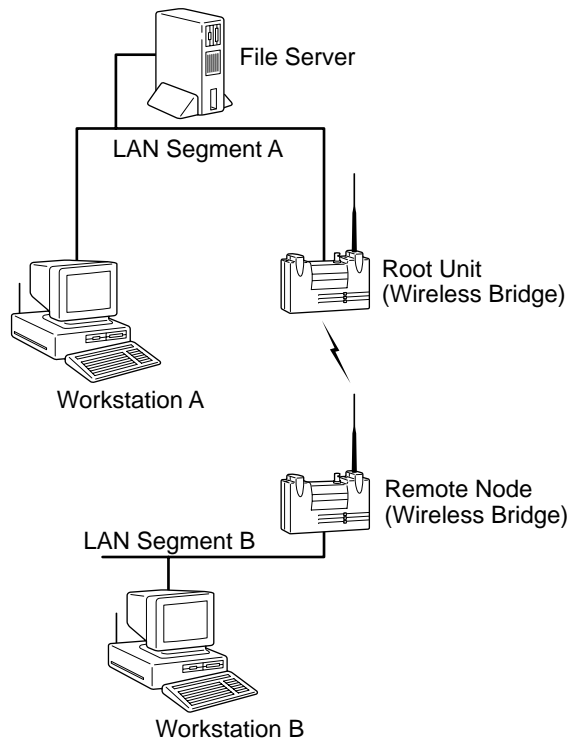 File Server
LAN Segment A
Root Unit
(Wireless Bridge)
Workstation A
Remote Node
(Wireless Bridge)
LAN Segment B
Workstation B